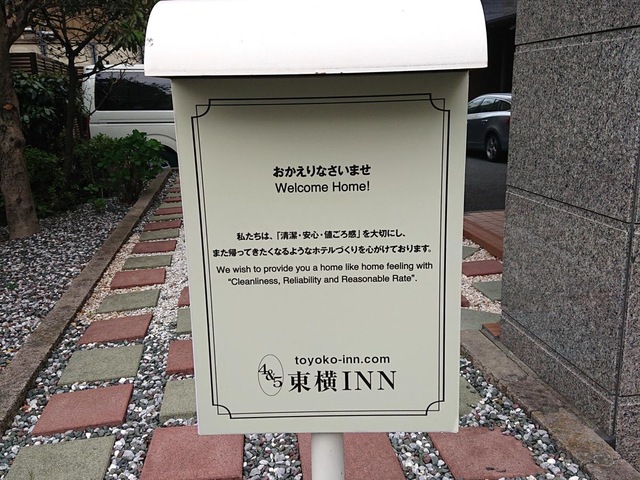 おかえりなさいませ
Welcome Home!
私たちは、「清潔・安心・値ごろ感」を大切にし、
また帰ってきたくなるようなホテルづくりを心がけております。
We wish to provide you a home like home feeling with
“Cleanliness, Reliability and Reasonable Rate”.
toyoko-inn.com
4&5 東横INN